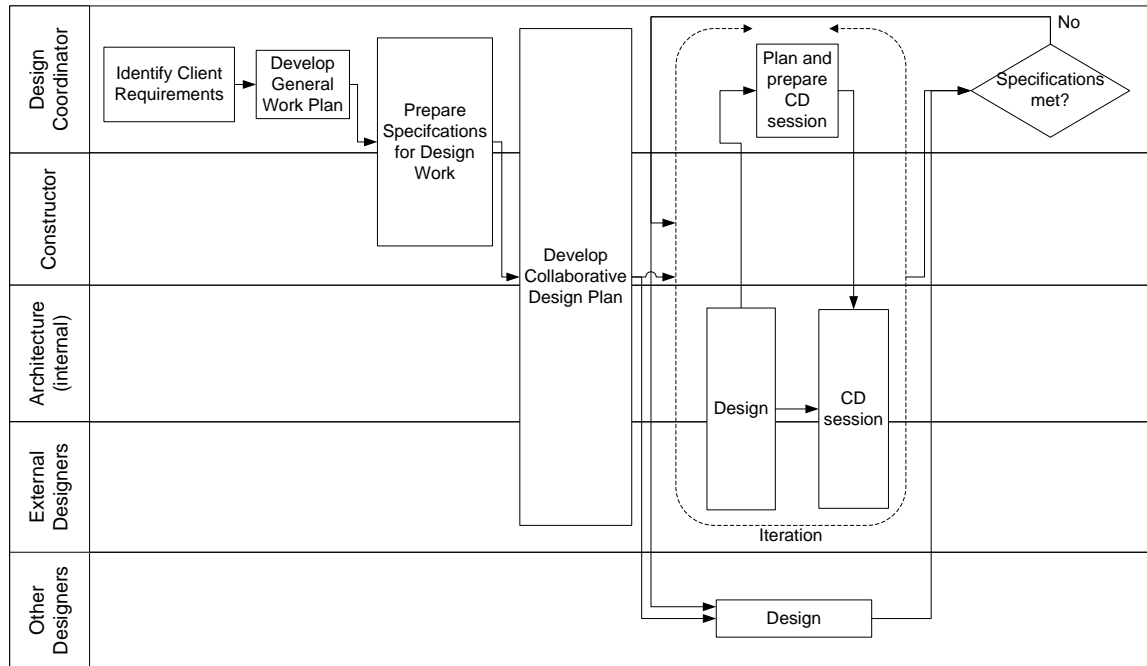 Design
Coordinator
Constructor
Architecture
(internal)
External
Designers
Other
Designers
Identify Client
Requirements
Develop
General
Work Plan
Prepare
Specifcations
for Design
Work
Develop
Collaborative
Design Plan
Plan and
prepare
CD
session
No
Specifications
met?
Design
CD
session
Iteration
Design